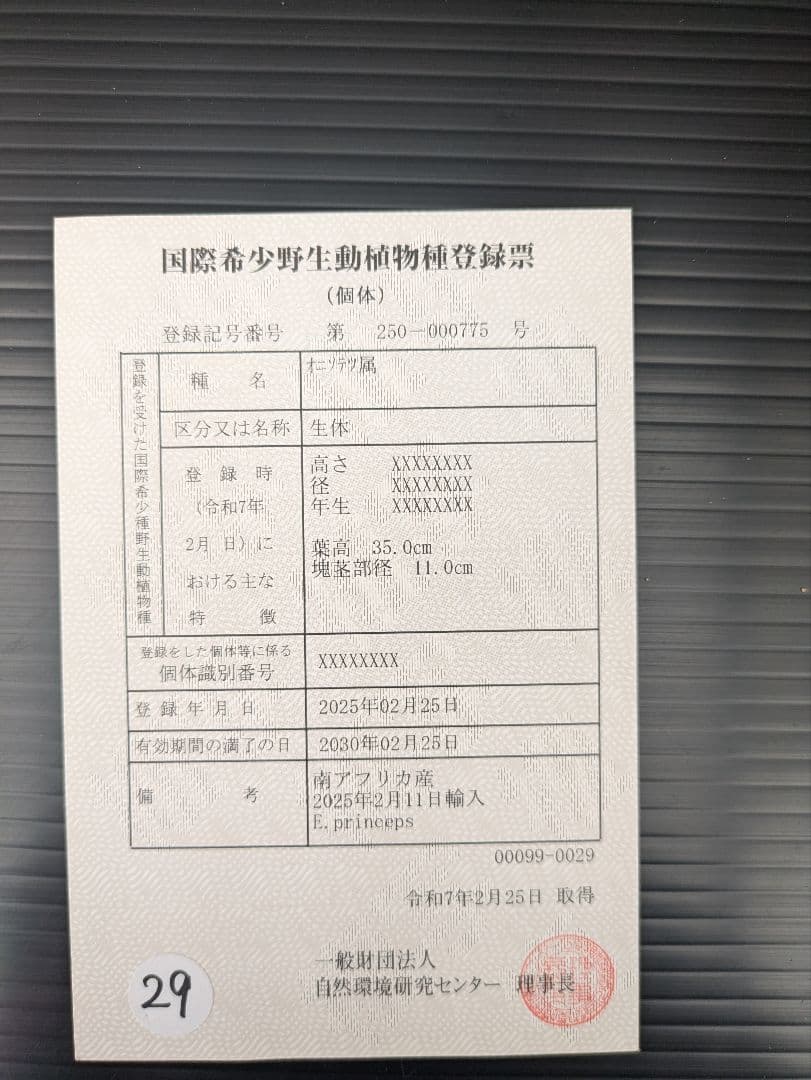 国際希少野生動植物種登録票
（個体）
登録記号番号 第 250－000775 号
登録を受けた国際希少種野生動植物種
種 名 ｵﾆｿﾃﾂ属
区分又は名称 生体
登 録 時
（令和7年
2月 日）に
おける主な
特 徴
高さ XXXXXXXX
径 XXXXXXXX
年生 XXXXXXXX
葉高 35.0cm
塊茎部径 11.0cm
登録をした個体等に係る
個体識別番号 XXXXXXXX
登 録 年 月 日 2025年02月25日
有効期間の満了の日 2030年02月25日
備 考
南アフリカ産
2025年2月11日輸入
E.princeps
00099-0029
令和7年2月25日 取得
一般財団法人
自然環境研究センター 理事長
29